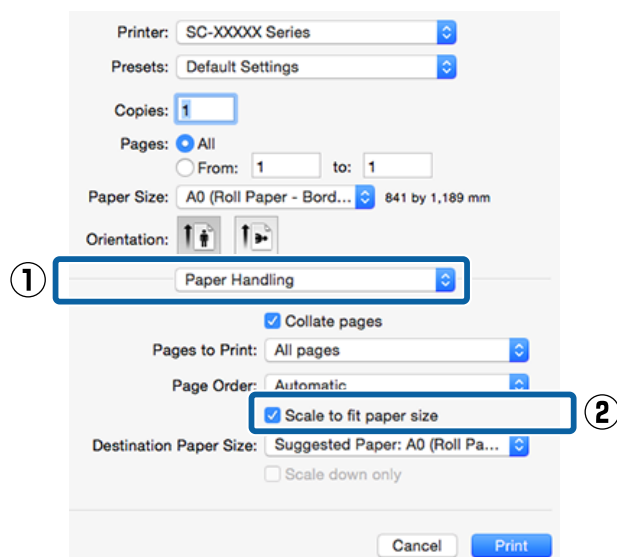 Printer: SC-XXXXX Series
Presets: Default Settings
Copies: 1
Pages: All
From: 1 to: 1
Paper Size: A0 (Roll Paper - Bord... 841 by 1,189 mm
Orientation:
① Paper Handling
Collate pages
Pages to Print: All pages
Page Order: Automatic
Scale to fit paper size ②
Destination Paper Size: Suggested Paper: A0 (Roll Pa...
Scale down only
Cancel Print